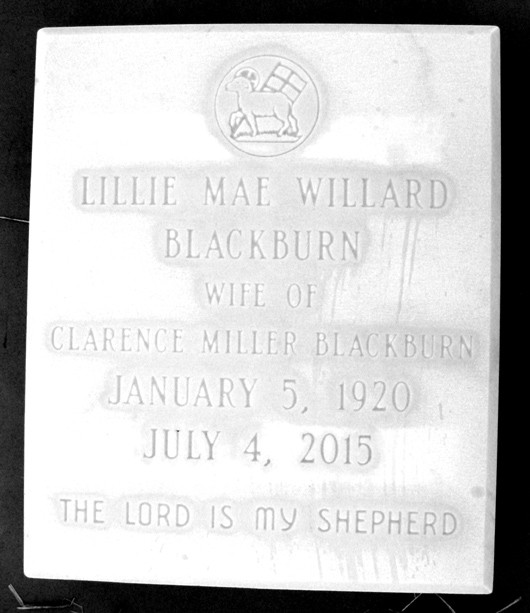 LILLIE MAE WILLARD
BLACKBURN
WIFE OF
CLARENCE MILLER BLACKBURN
JANUARY 5, 1920
JULY 4, 2015
THE LORD IS MY SHEPHERD